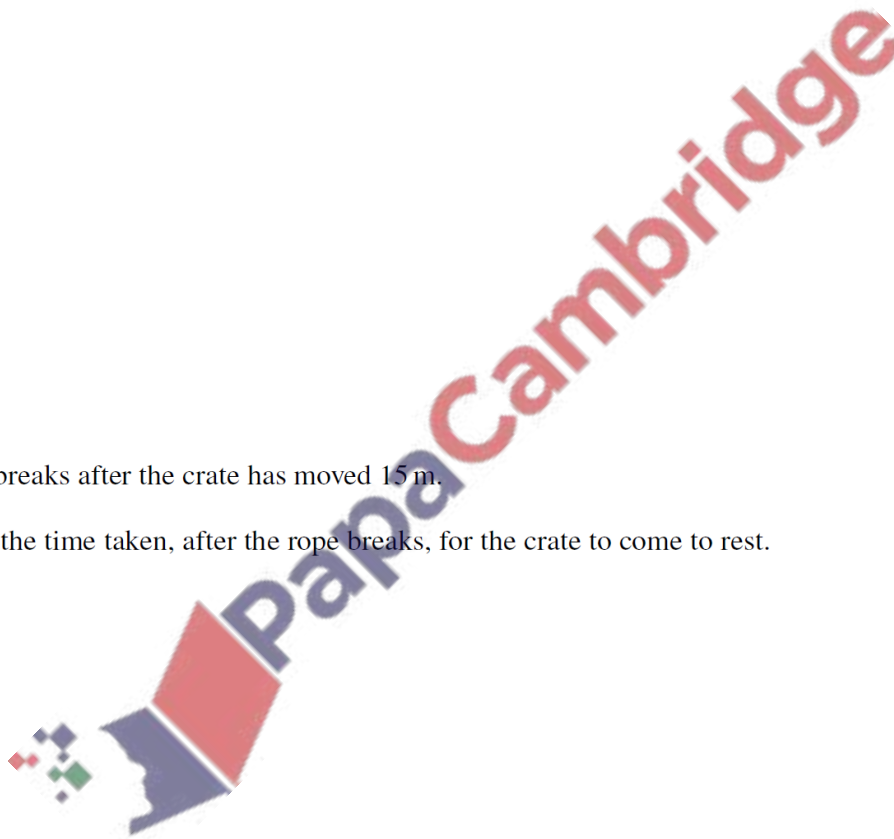 PapaCambridge
breaks after the crate has moved 15 m.
the time taken, after the rope breaks, for the crate to come to rest.